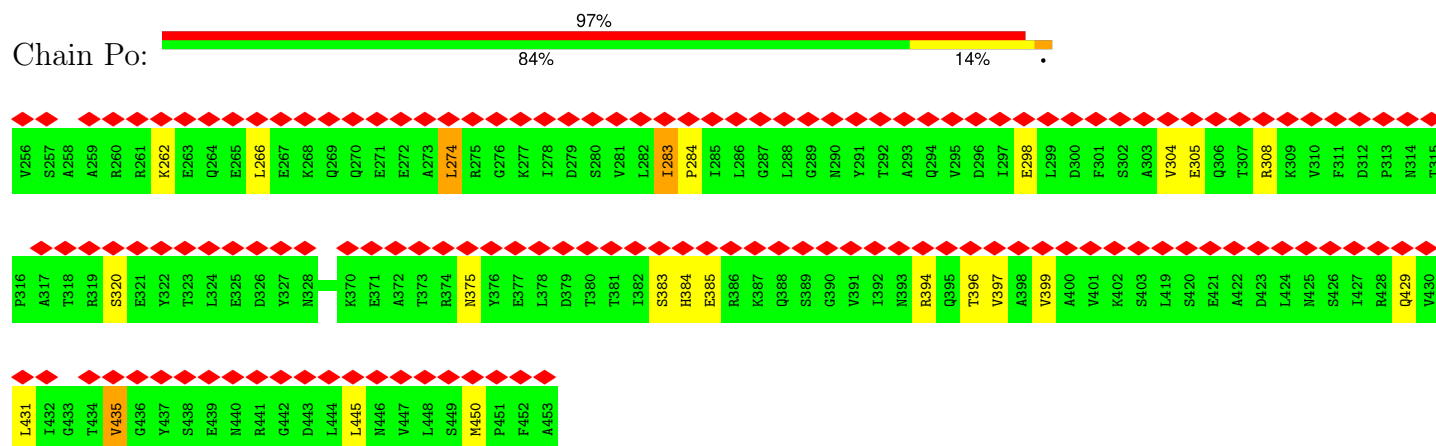 97%
Chain Po:
84% 14% •
V256 S257 A258 A259 R260 R261 K262 E263 Q264 E265 L266 E267 K268 Q269 Q270 E271 E272 A273 L274 R275 G276 K277 I278 D279 S280 V281 L282 I283 P284 I285 L286 G287 L288 G289 N290 Y291 T292 A293 Q294 V295 D296 I297 E298 L299 D300 F301 S302 A303 V304 E305 Q306 T307 R308 K309 V310 F311 D312 P313 N314 T315
P316 A317 T318 R319 S320 E321 Y322 T323 L324 E325 D326 Y327 N328 K370 E371 A372 T373 R374 N375 Y376 E377 L378 D379 T380 T381 I382 S383 H384 E385 R386 K387 Q388 S389 G390 V391 I392 N393 R394 Q395 T396 V397 A398 V399 A400 V401 K402 S403 L419 S420 E421 A422 D423 L424 N425 S426 I427 R428 Q429 V430
L431 I432 G433 T434 V435 G436 Y437 S438 E439 N440 R441 G442 D443 L444 L445 N446 V447 L448 S449 M450 P451 F452 A453